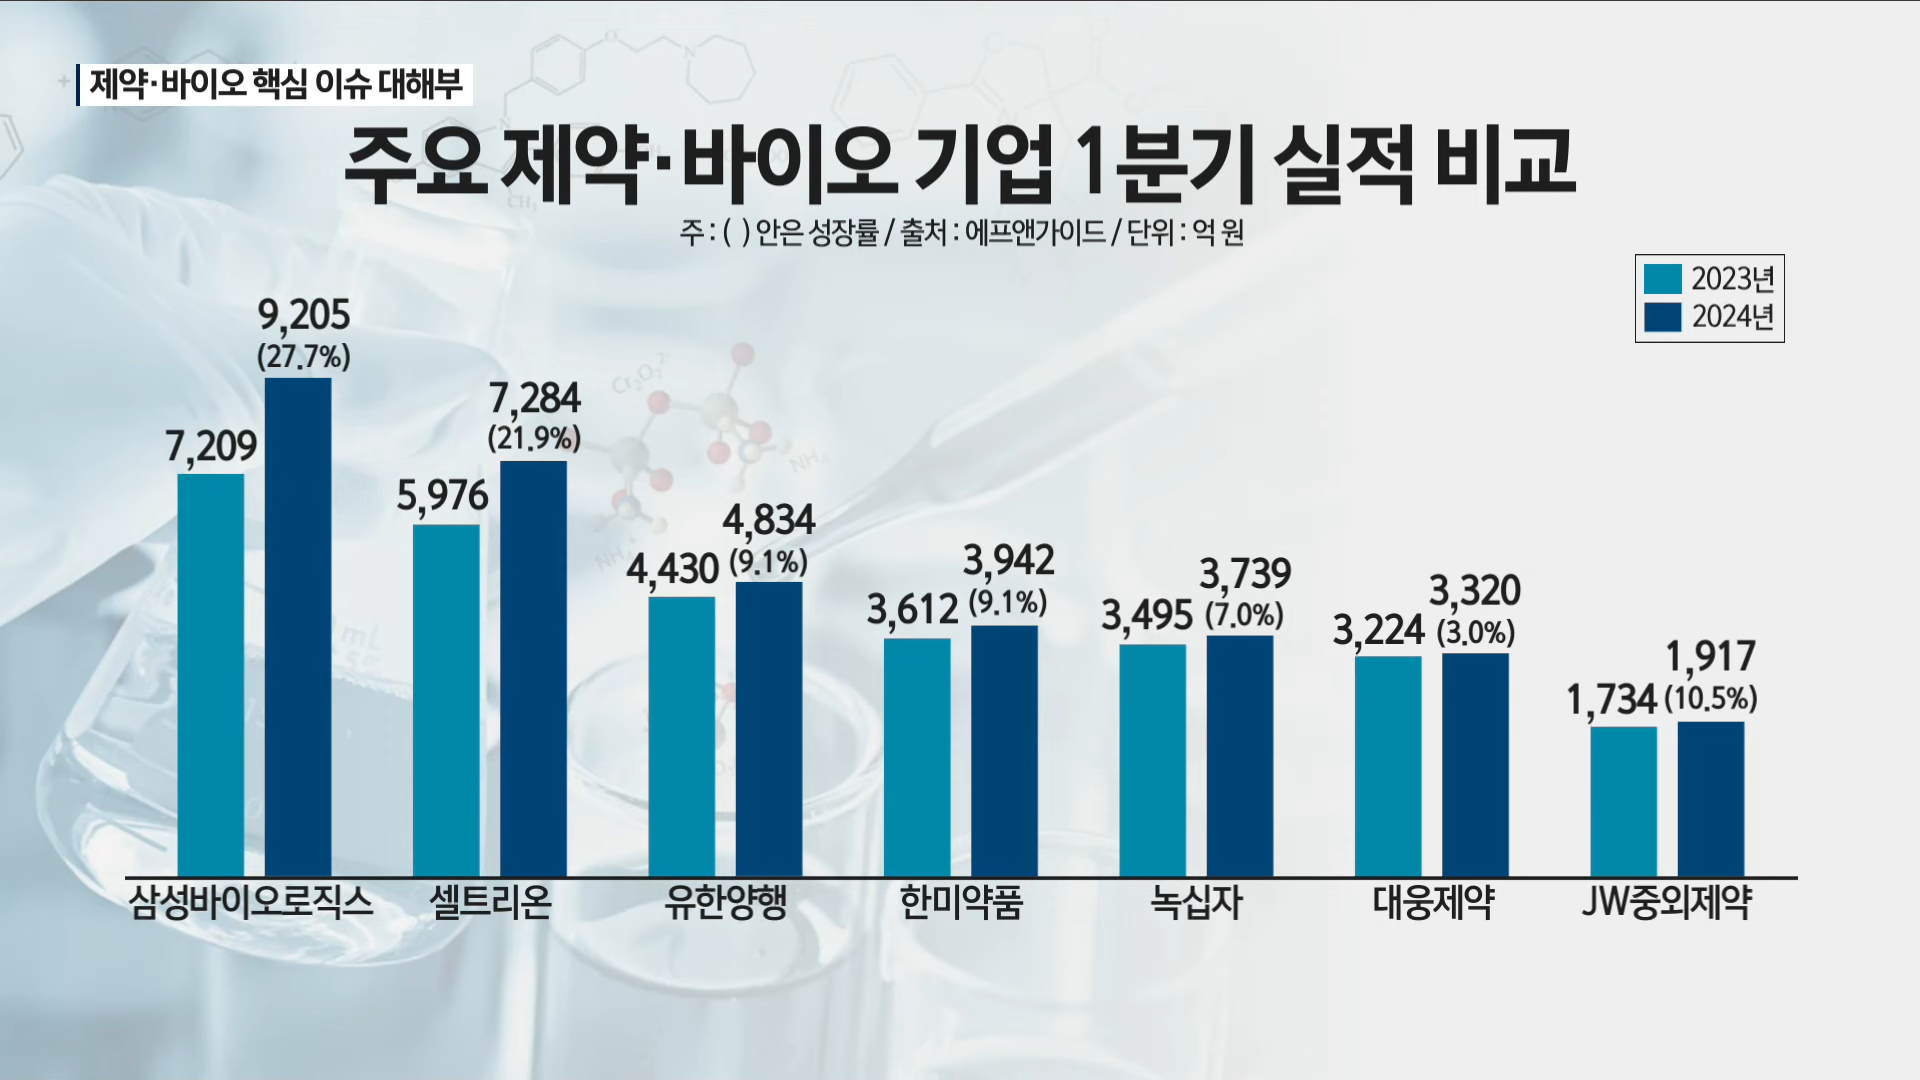 제약·바이오 핵심 이슈 대해부
주요 제약·바이오 기업 1분기 실적 비교
주 : ( ) 안은 성장률 / 출처 : 에프앤가이드 / 단위 : 억 원
2023년
2024년
7,209
9,205
(27.7%)
5,976
7,284
(21.9%)
4,430
4,834
(9.1%)
3,612
3,942
(9.1%)
3,495
3,739
(7.0%)
3,224
3,320
(3.0%)
1,734
1,917
(10.5%)
삼성바이오로직스
셀트리온
유한양행
한미약품
녹십자
대웅제약
JW중외제약